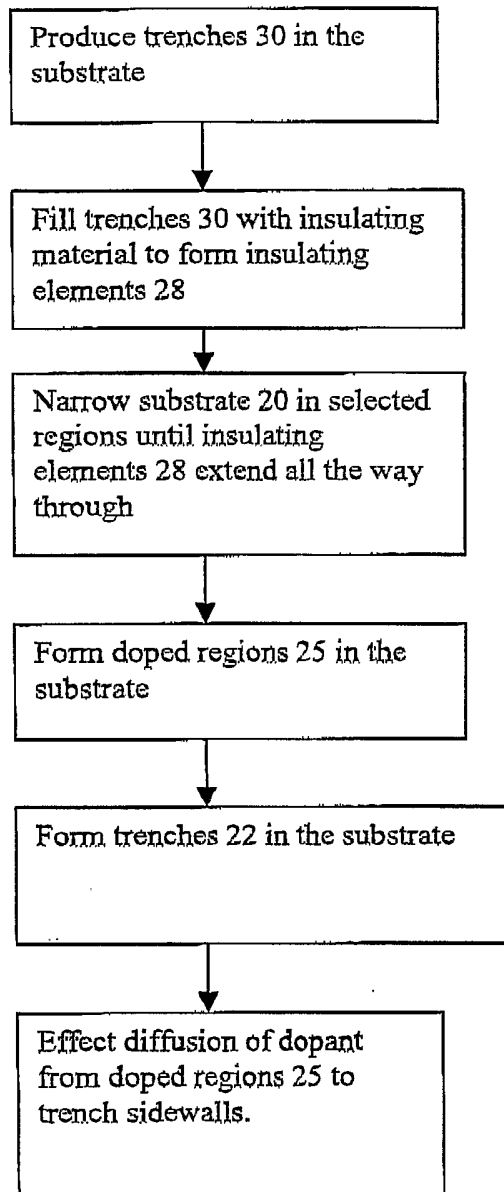 Produce trenches 30 in the
substrate
Fill trenches 30 with insulating
material to form insulating
elements 28
Narrow substrate 20 in selected
regions until insulating
elements 28 extend all the way
through
Form doped regions 25 in the
substrate
Form trenches 22 in the substrate
Effect diffusion of dopant
from doped regions 25 to
trench sidewalls.